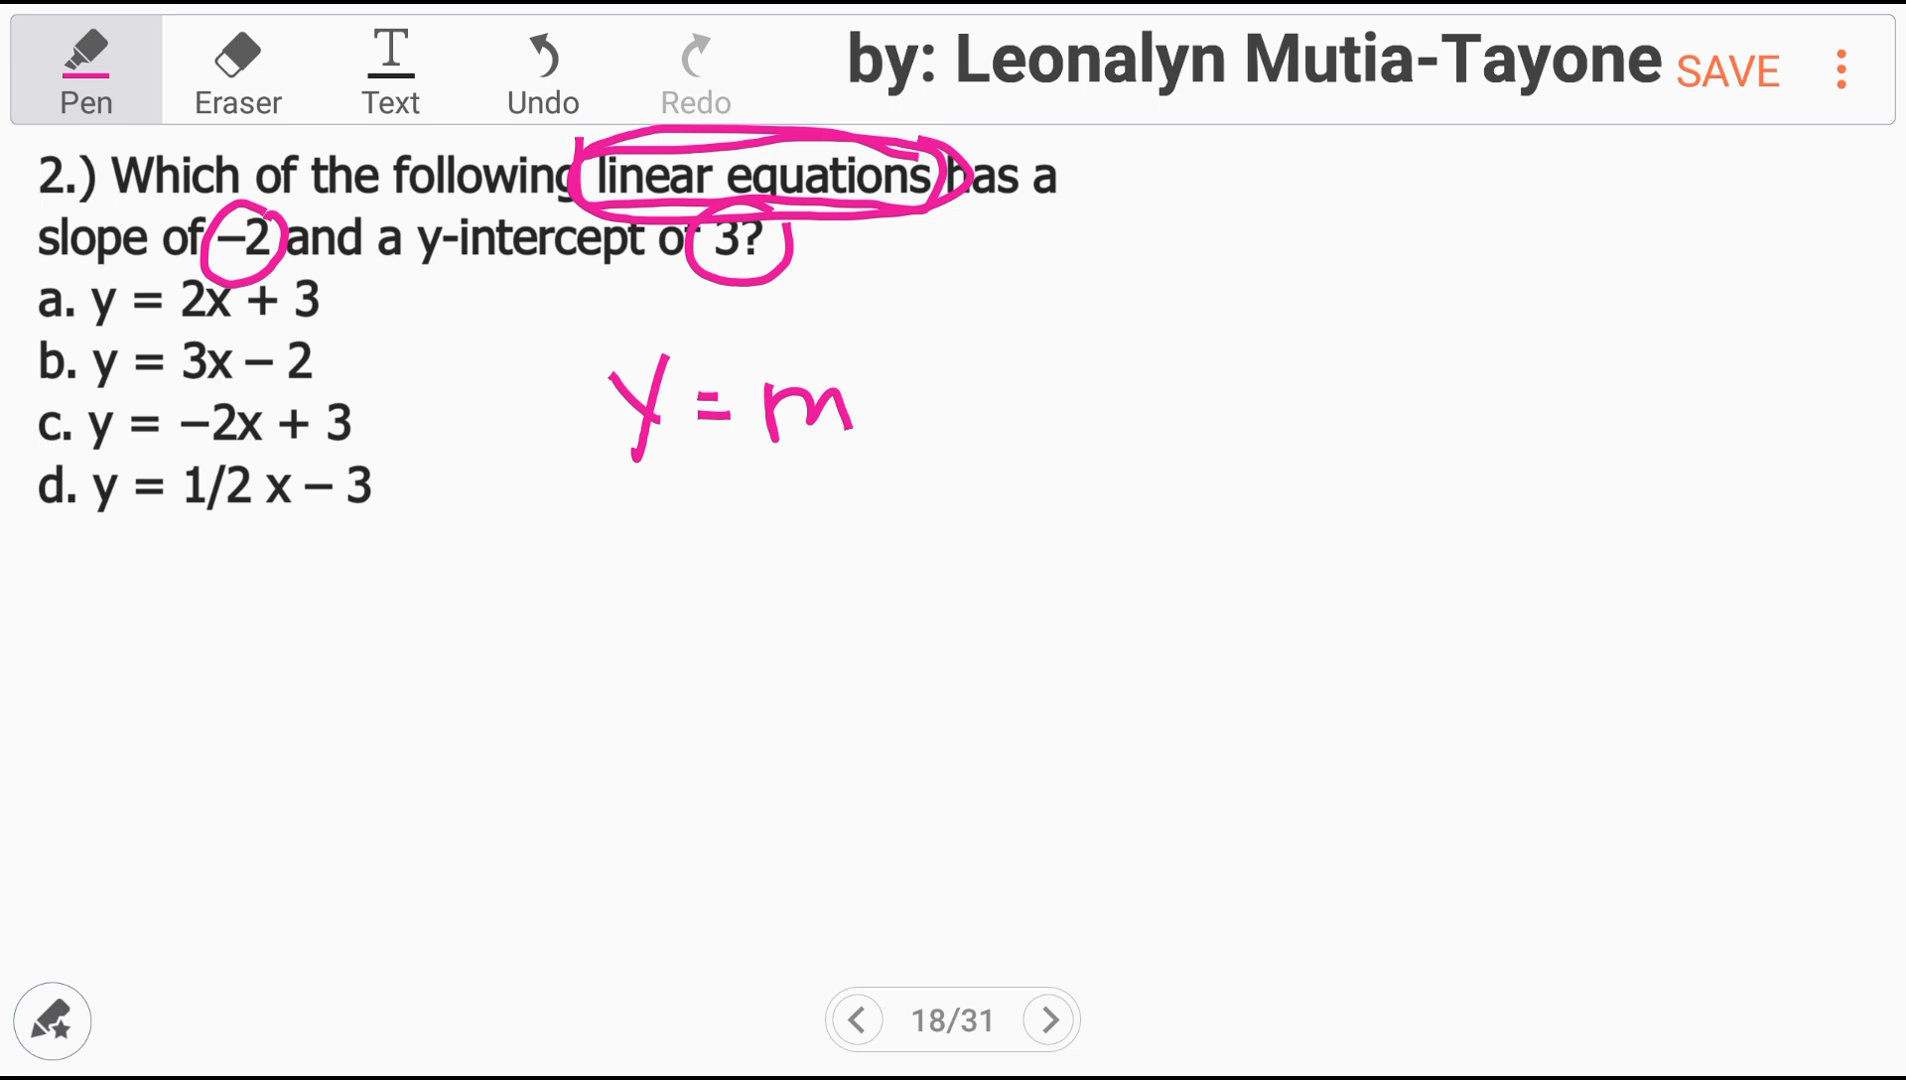 Pen Eraser Text Undo Redo by: Leonalyn Mutia-Tayone SAVE
2.) Which of the following linear equations has a
slope of –2 and a y-intercept of 3?
a. y = 2x + 3
b. y = 3x – 2
c. y = –2x + 3
d. y = 1/2 x – 3
y = m
18/31